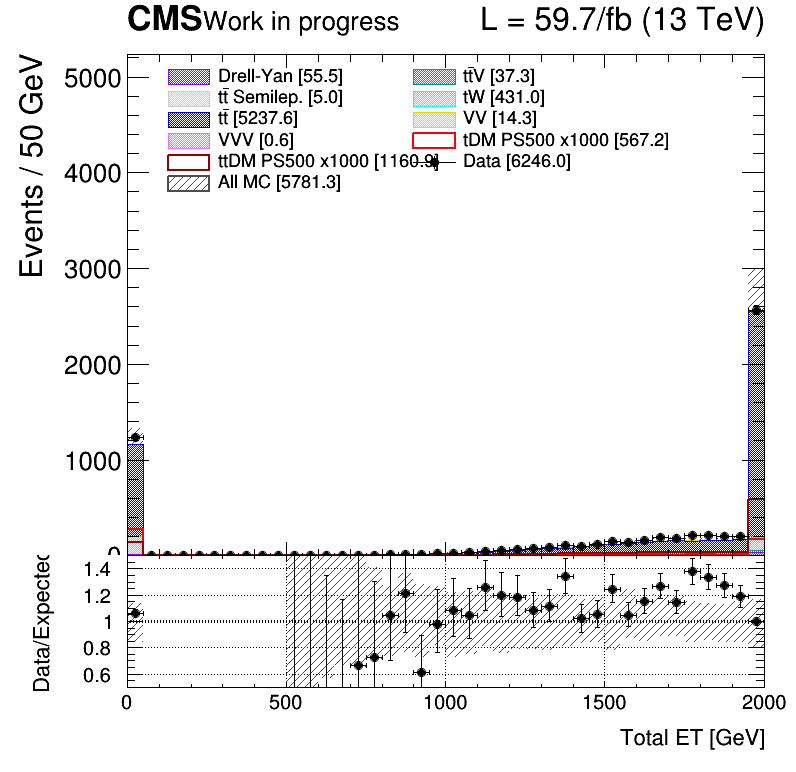 CMS Work in progress L = 59.7/fb (13 TeV)
Events / 50 GeV
5000
4000
3000
2000
1000
0
Drell-Yan [55.5]
tt̄V [37.3]
tt̄ Semilep. [5.0]
tW [431.0]
tt̄ [5237.6]
VV [14.3]
VVV [0.6]
tDM PS500 x1000 [567.2]
ttDM PS500 x1000 [1160.9]
Data [6246.0]
All MC [5781.3]
Data/Expected
1.4
1.2
1
0.8
0.6
0 500 1000 1500 2000
Total ET [GeV]